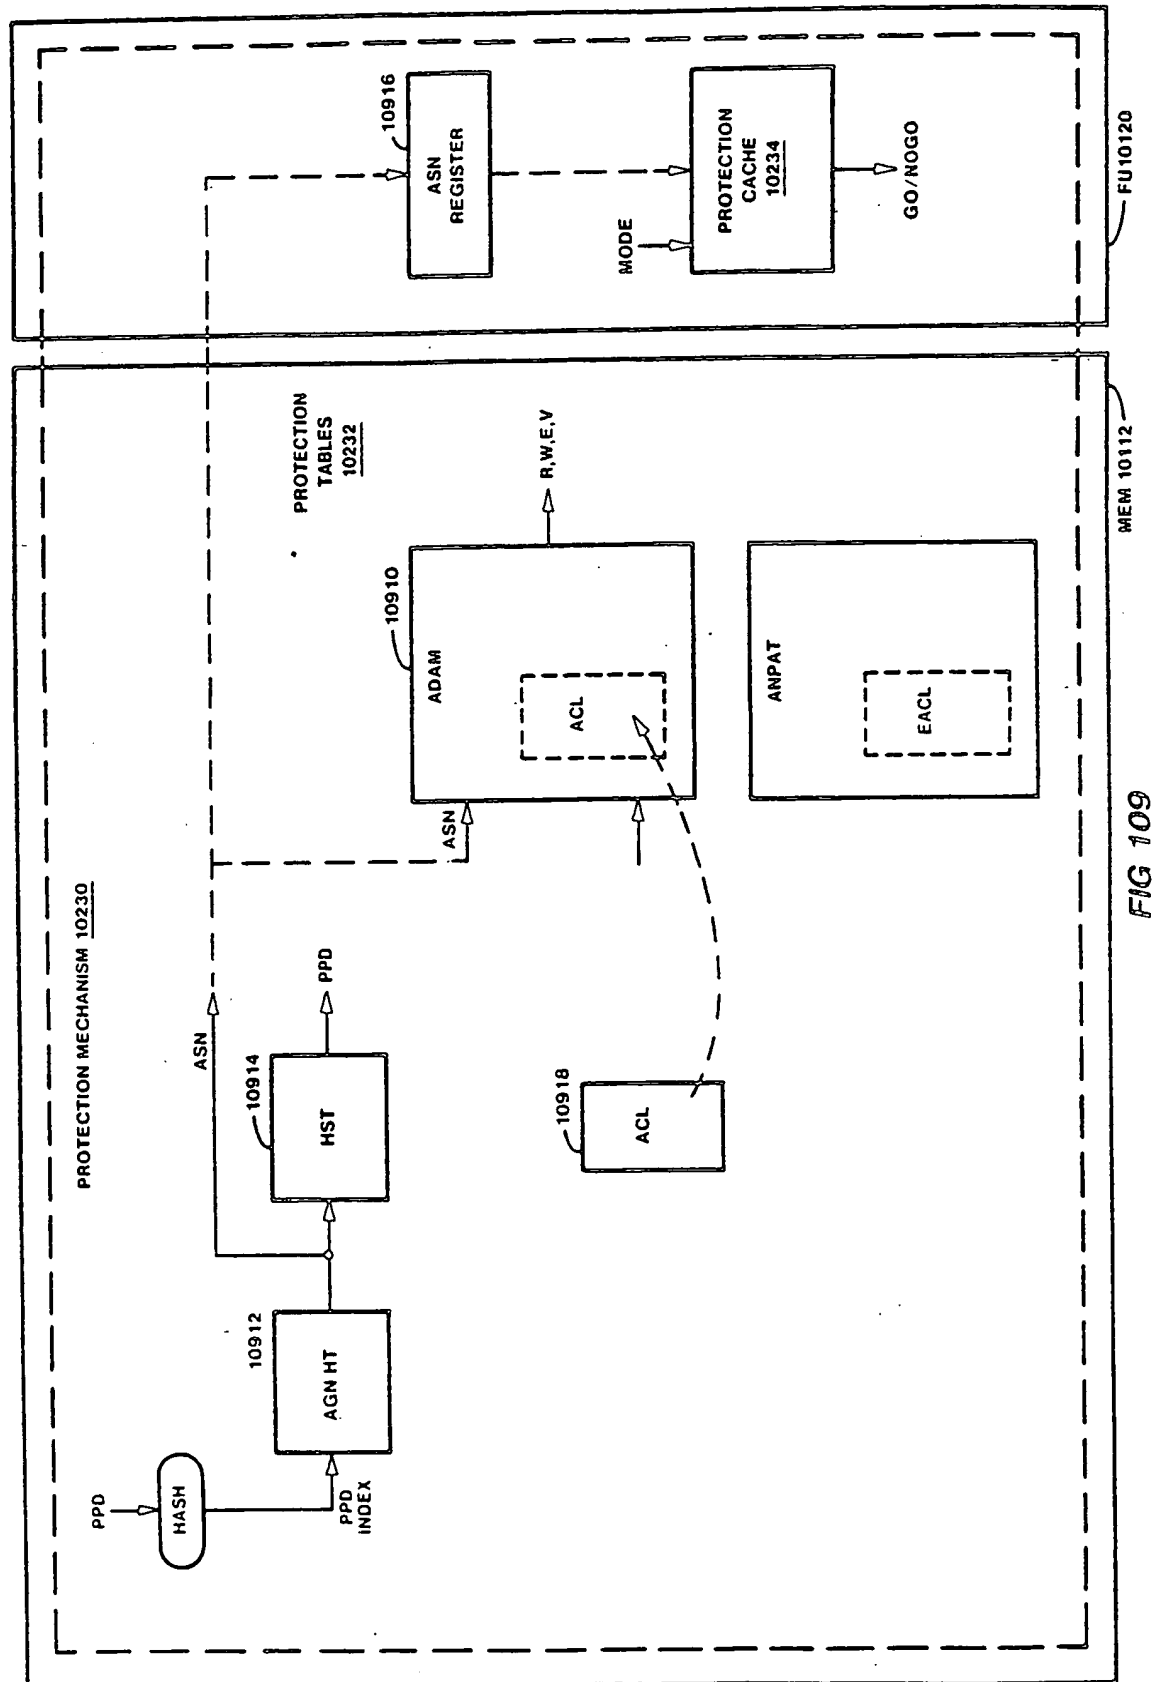 PROTECTION MECHANISM 10230
PPD
HASH
PPD
INDEX
10912
AGN HT
ASN
10914
HST
PPD
10918
ACL
ASN
10910
ADAM
ACL
R,W,E,V
PROTECTION
TABLES
10232
ANPAT
EACL
MEM 10112
10916
ASN
REGISTER
MODE
PROTECTION
CACHE
10234
GO/NOGO
FU10120
FIG 109